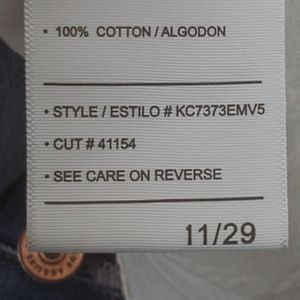 • 100% COTTON / ALGODON
• STYLE / ESTILO # KC7373EMV5
• CUT # 41154
• SEE CARE ON REVERSE
11/29